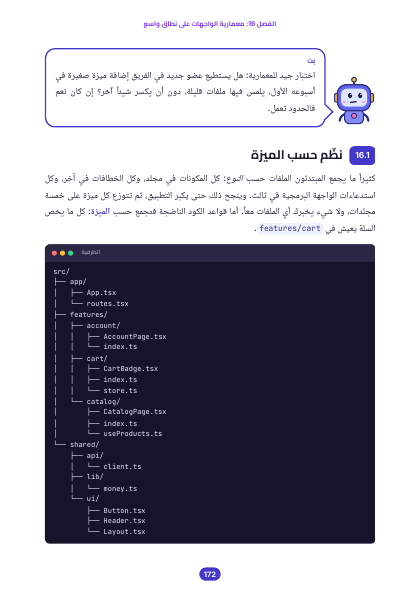 الفصل 16: معمارية الواجهات على نطاق واسع
بت
اختبار جيد للمعمارية: هل يستطيع عضو جديد في الفريق إضافة ميزة صغيرة في
أسبوعه الأول، يلمس فيها ملفات قليلة، دون أن يكسر شيئاً آخر؟ إن كان نعم
فالحدود تعمل.
16.1 نظّم حسب الميزة
كثيراً ما يجمع المبتدئون الملفات حسب النوع: كل المكونات في مجلد، وكل الخطافات في آخر، وكل
استدعاءات الواجهة البرمجية في ثالث. وينجح ذلك حتى يكبر التطبيق، ثم تتوزع كل ميزة على خمسة
مجلدات، ولا شيء يخبرك أي الملفات معاً. أما قواعد الكود الناضجة فتجمع حسب الميزة: كل ما يخص
السلة يعيش في features/cart.
الطرفية
src/
├── app/
│   ├── App.tsx
│   └── routes.tsx
├── features/
│   ├── account/
│   │   ├── AccountPage.tsx
│   │   └── index.ts
│   ├── cart/
│   │   ├── CartBadge.tsx
│   │   ├── index.ts
│   │   └── store.ts
│   └── catalog/
│       ├── CatalogPage.tsx
│       ├── index.ts
│       └── useProducts.ts
└── shared/
    ├── api/
    │   └── client.ts
    ├── lib/
    │   └── money.ts
    └── ui/
        ├── Button.tsx
        ├── Header.tsx
        └── Layout.tsx
172